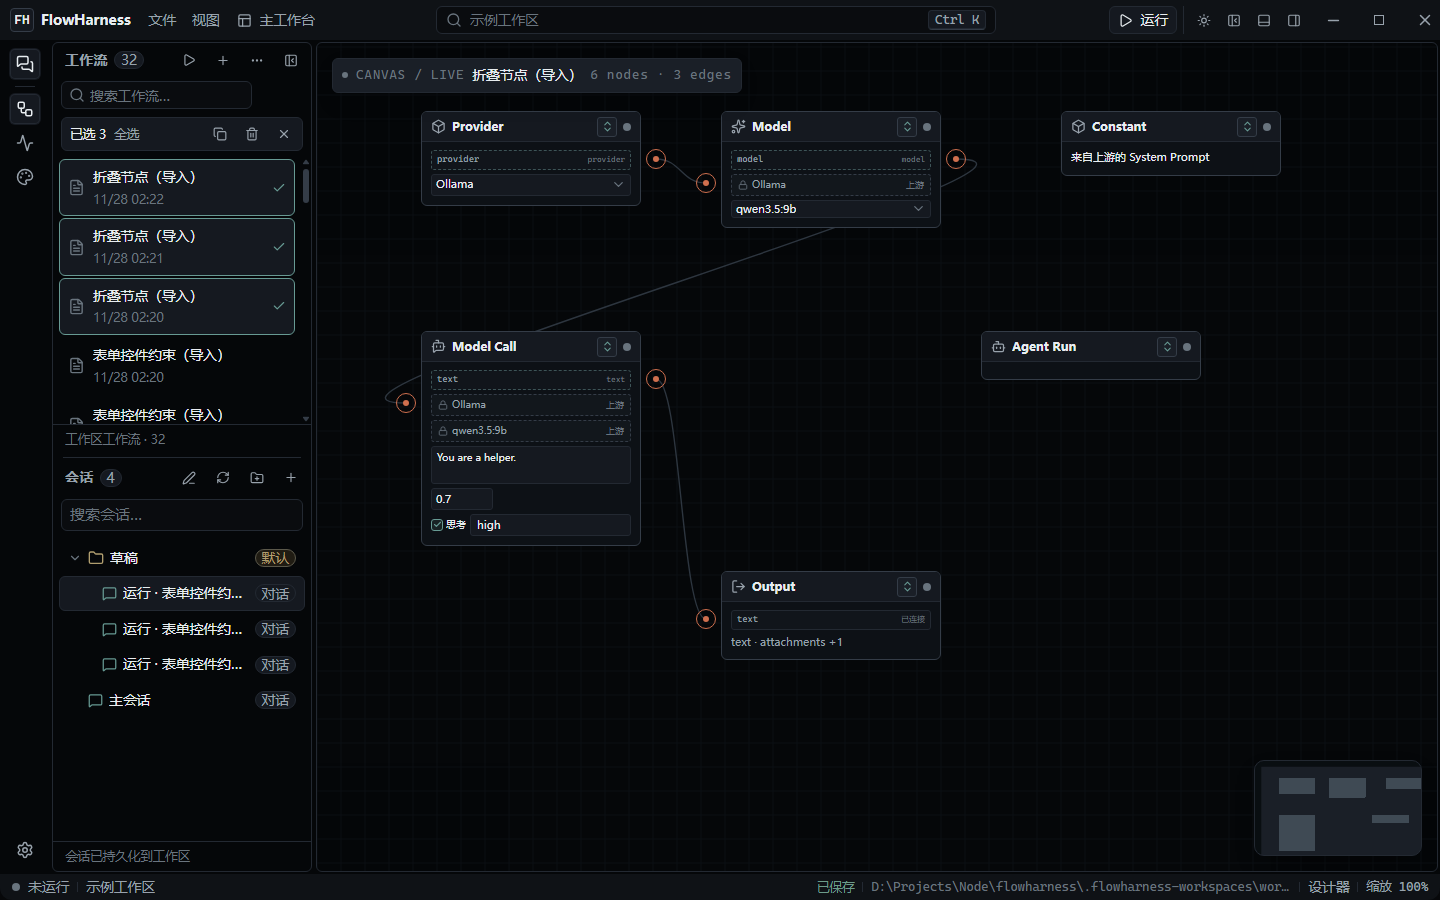 FH FlowHarness 文件 视图 主工作台 示例工作区 Ctrl K 运行
工作流 32
搜索工作流...
已选 3 全选
折叠节点（导入）
11/28 02:22
折叠节点（导入）
11/28 02:21
折叠节点（导入）
11/28 02:20
表单控件约束（导入）
11/28 02:20
表单控件约束（导入）
工作区工作流 · 32
会话 4
搜索会话...
草稿 默认
运行 · 表单控件约... 对话
运行 · 表单控件约... 对话
运行 · 表单控件约... 对话
主会话 对话
会话已持久化到工作区
CANVAS / LIVE 折叠节点（导入） 6 nodes · 3 edges
Provider
provider provider
Ollama
Model
model model
Ollama 上游
qwen3.5:9b
Constant
来自上游的 System Prompt
Model Call
text text
Ollama 上游
qwen3.5:9b 上游
You are a helper.
0.7
思考 high
Agent Run
Output
text 已连接
text · attachments +1
未运行 示例工作区 已保存 D:\Projects\Node\flowharness\.flowharness-workspaces\wor... 设计器 缩放 100%